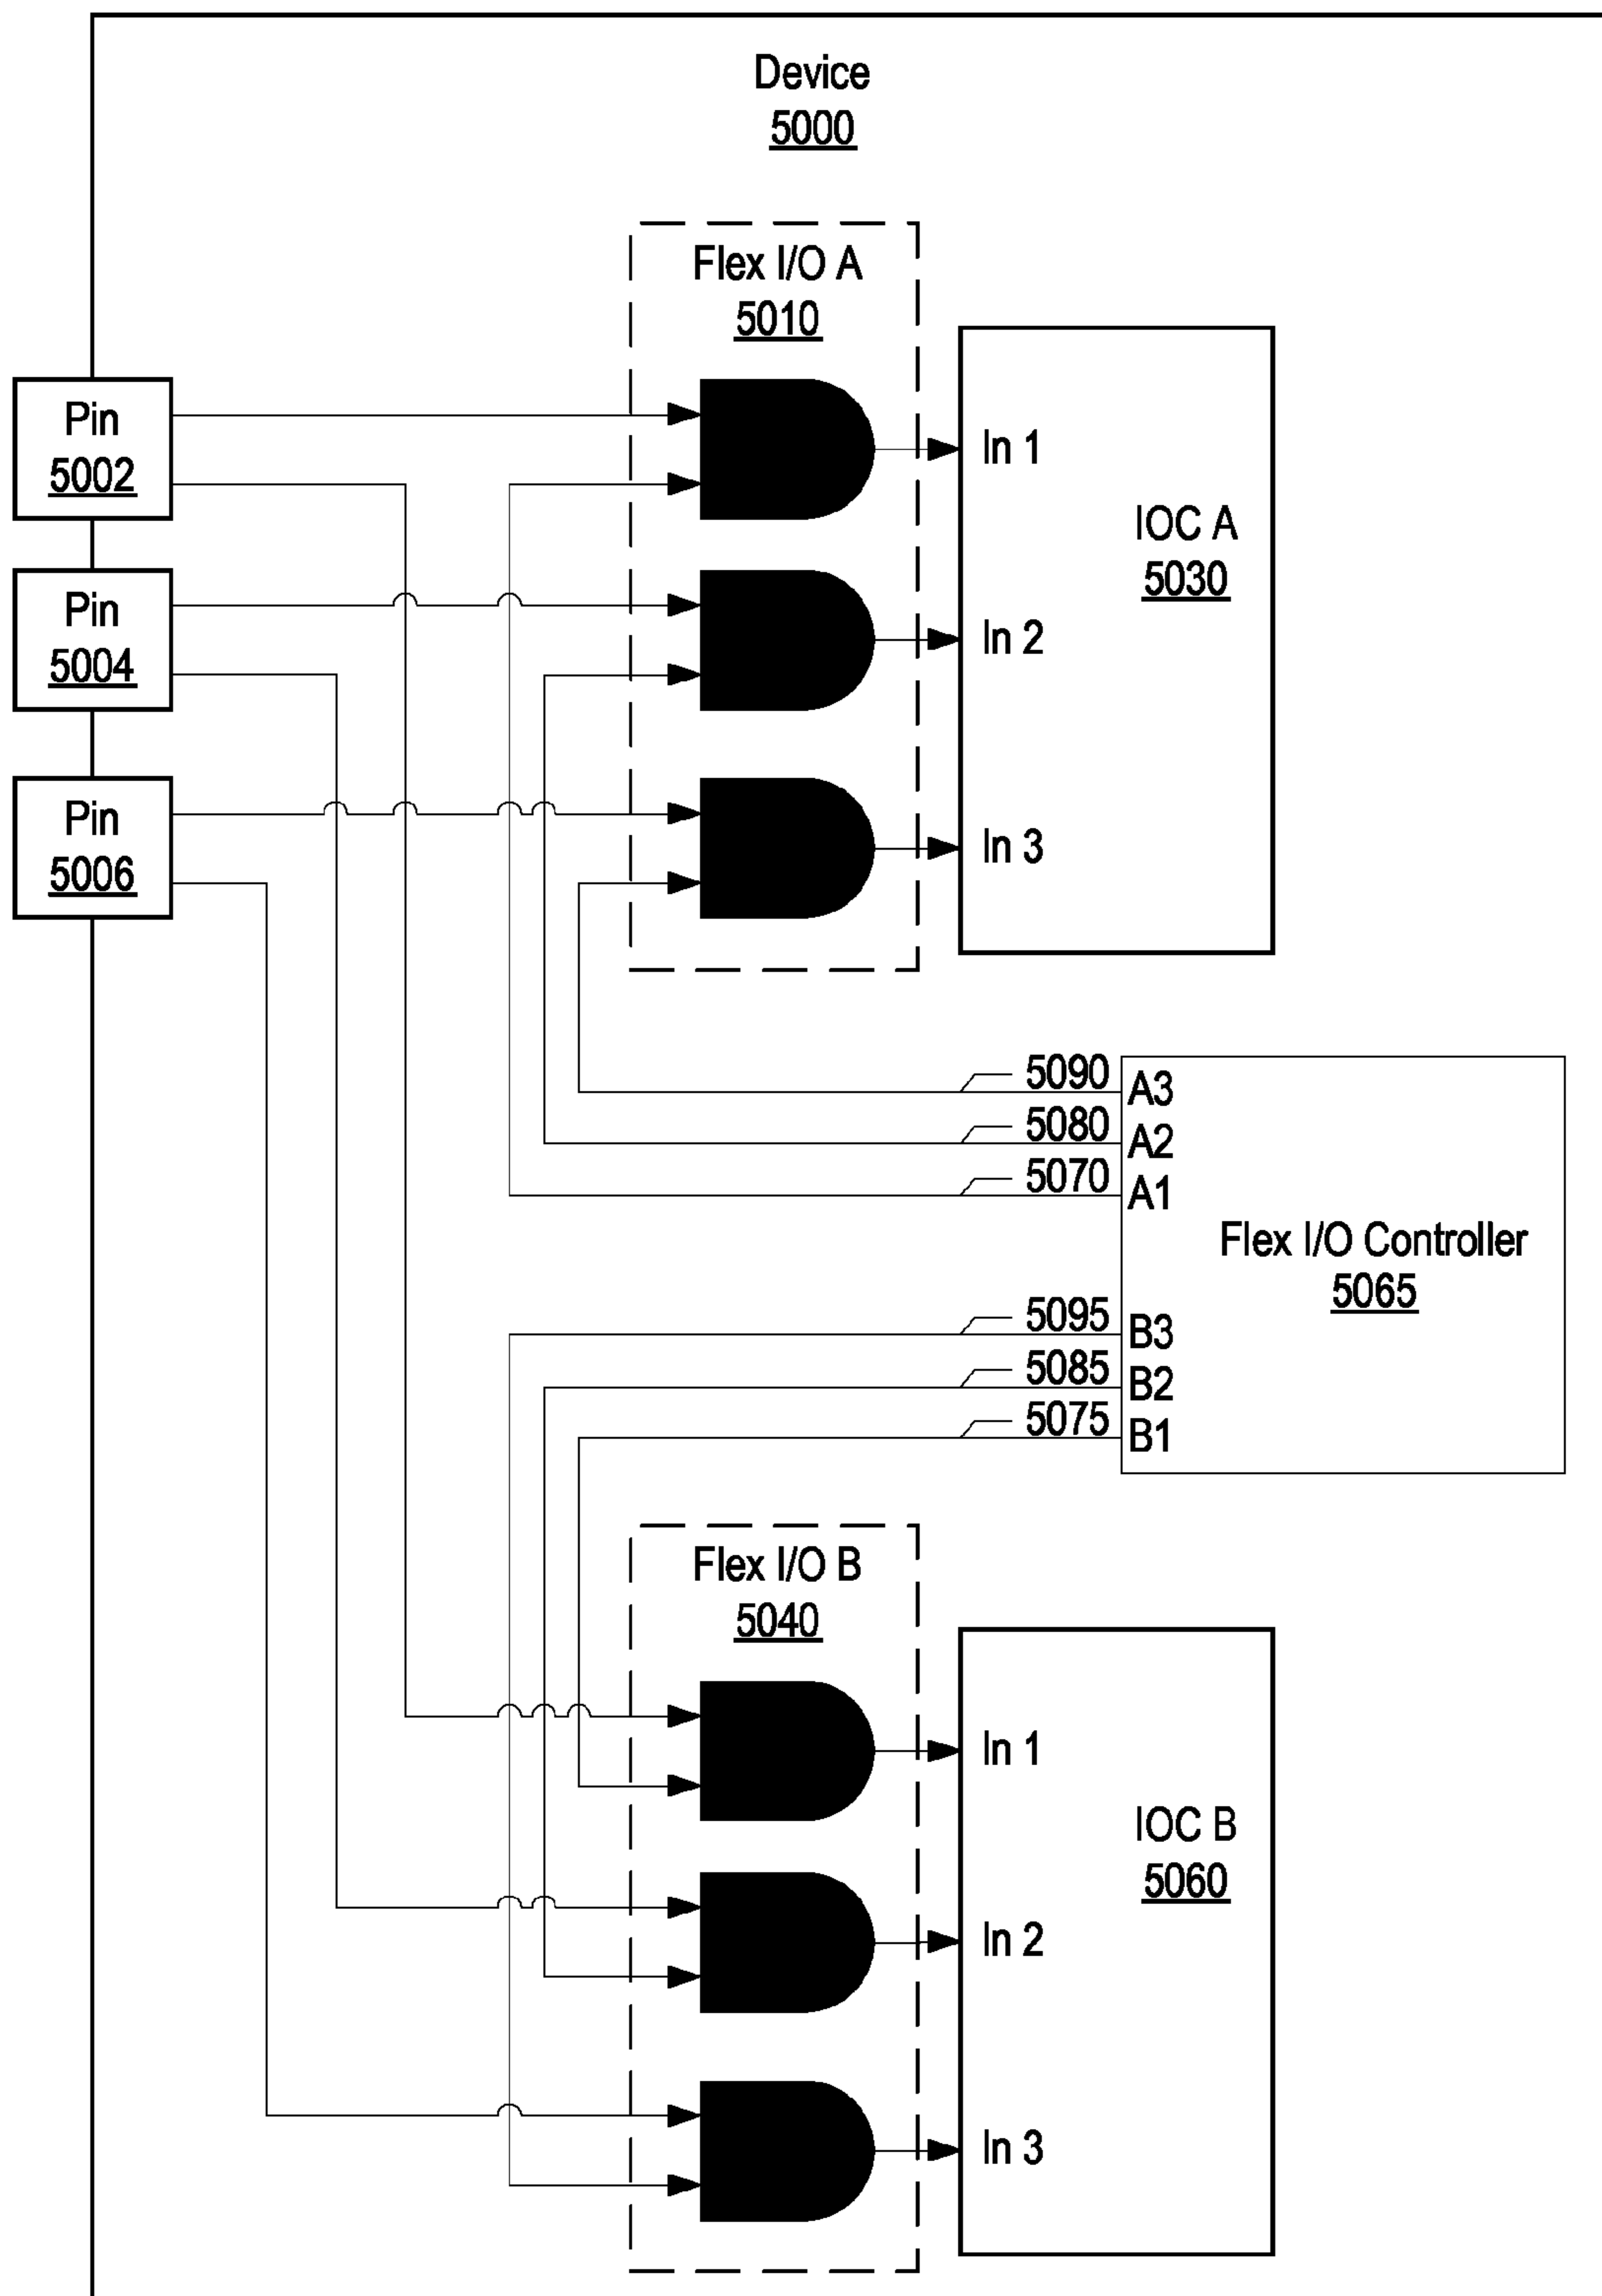 Device
5000
Flex I/O A
5010
Pin
5002
In 1
IOC A
5030
Pin
5004
In 2
Pin
5006
In 3
5090
A3
5080
A2
5070
A1
Flex I/O Controller
5065
5095
B3
5085
B2
5075
B1
Flex I/O B
5040
In 1
IOC B
5060
In 2
In 3